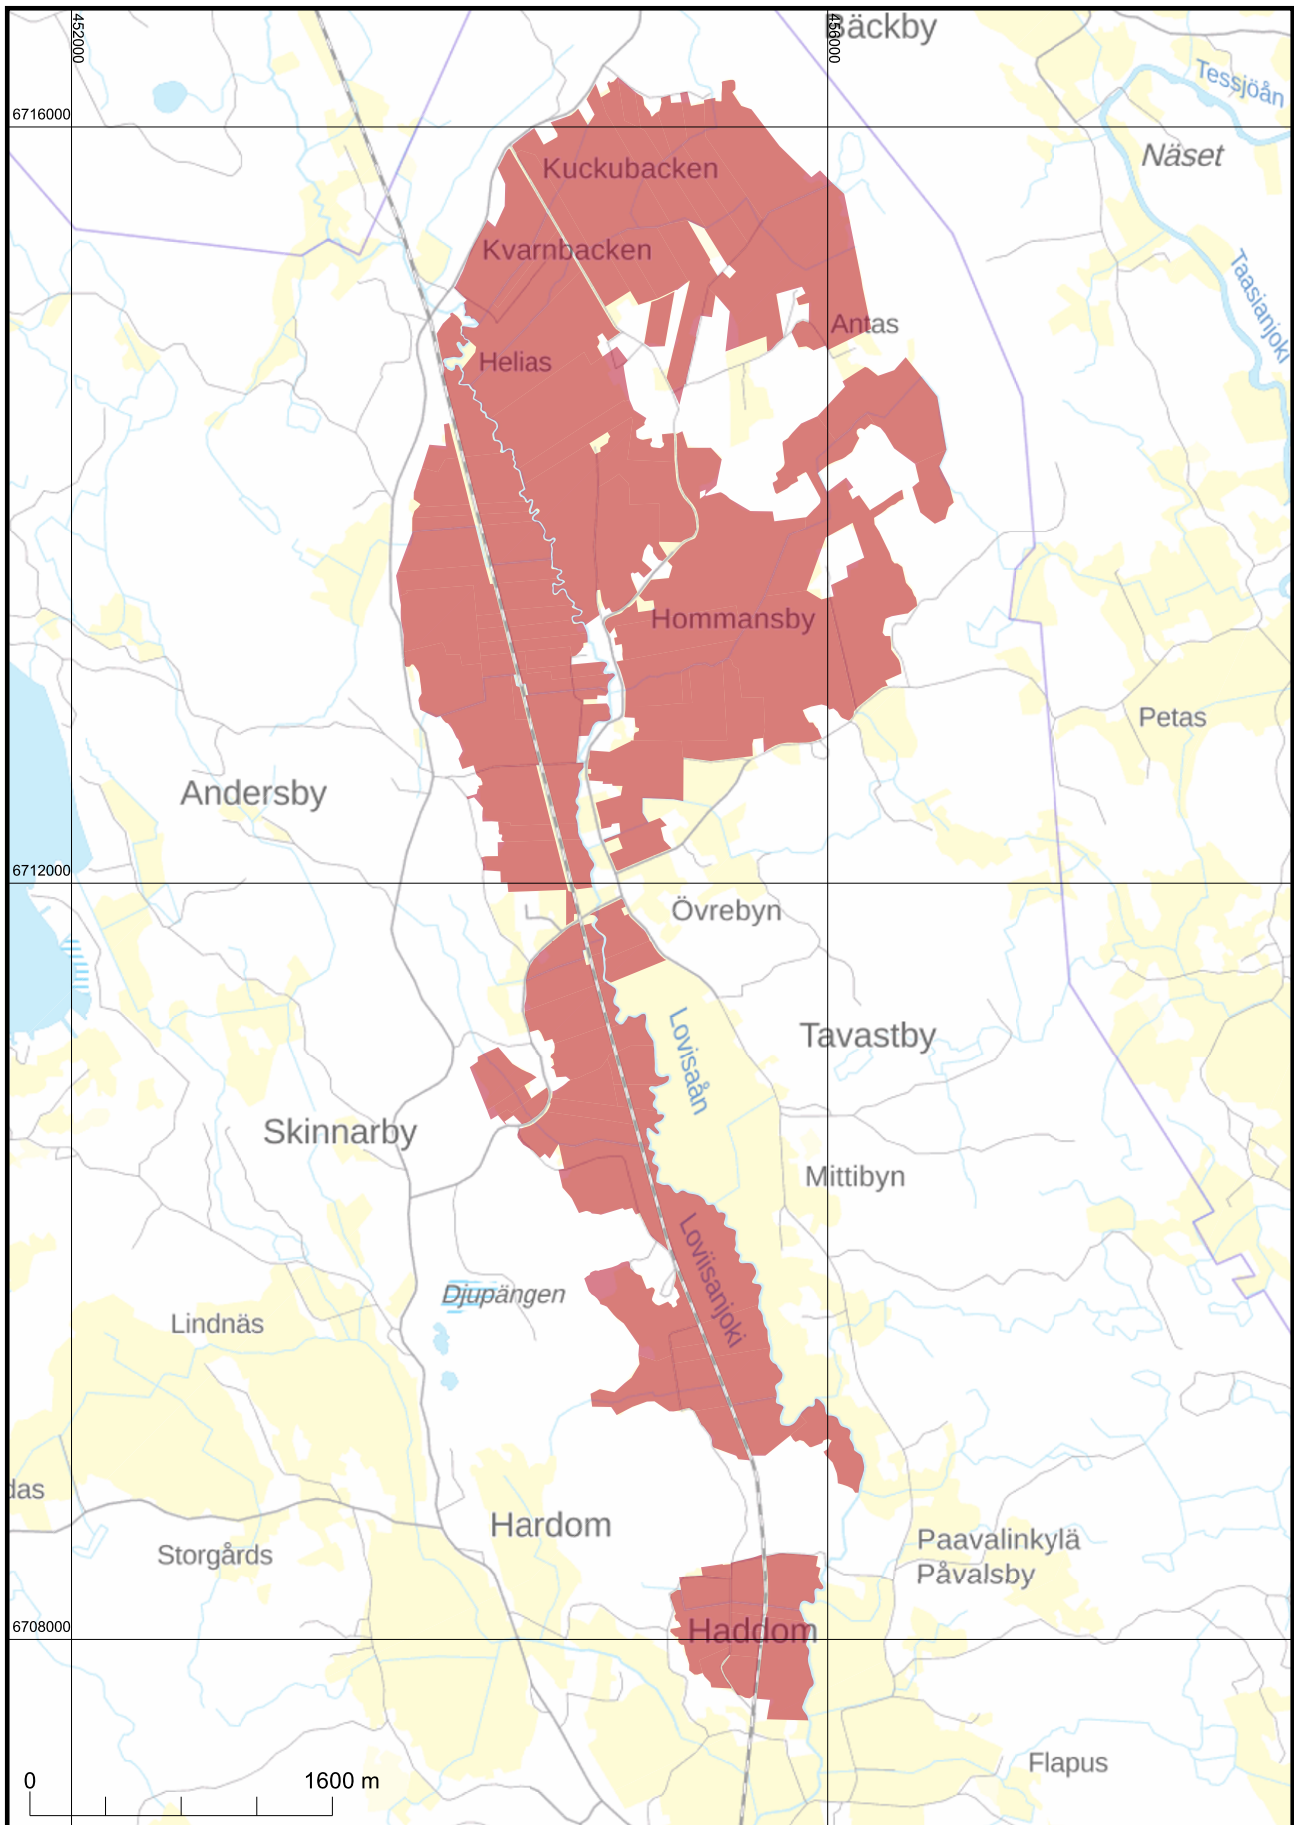 452000
456000
Bäckby
Tessjöån
6716000
Näset
Kuckubacken
Kvarnbacken
Taasianjoki
Antas
Helias
Hommansby
Petas
Andersby
6712000
Övrebyn
Lovisaån
Tavastby
Skinnarby
Mittibyn
Loviisanjoki
Djupängen
Lindnäs
das
Hardom
Storgårds
Paavalinkylä
Påvalsby
6708000
Haddom
Flapus
0 1600 m